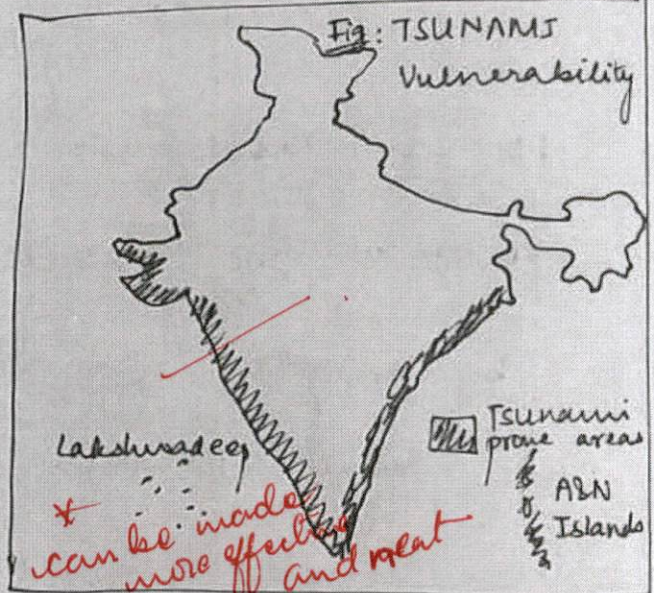 Fig: TSUNAMI
Vulnerability
Lakshwadeep
Tsunami
prone areas
A&N
Islands
*
can be made
more effective
and neat